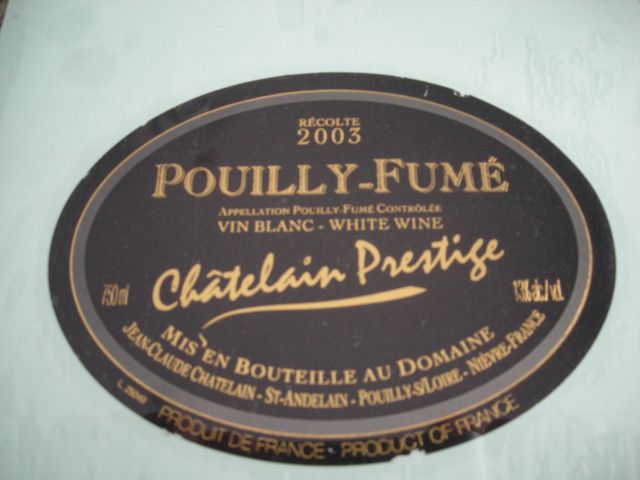 RÉCOLTE
2003
POUILLY-FUMÉ
APPELLATION POUILLY-FUMÉ CONTRÔLÉE
VIN BLANC - WHITE WINE
Châtelain Prestige
750 ml
13% alc./vol.
MIS EN BOUTEILLE AU DOMAINE
JEAN-CLAUDE CHATELAIN - ST-ANDELAIN - POUILLY-S/LOIRE - NIÈVRE-FRANCE
PRODUIT DE FRANCE - PRODUCT OF FRANCE